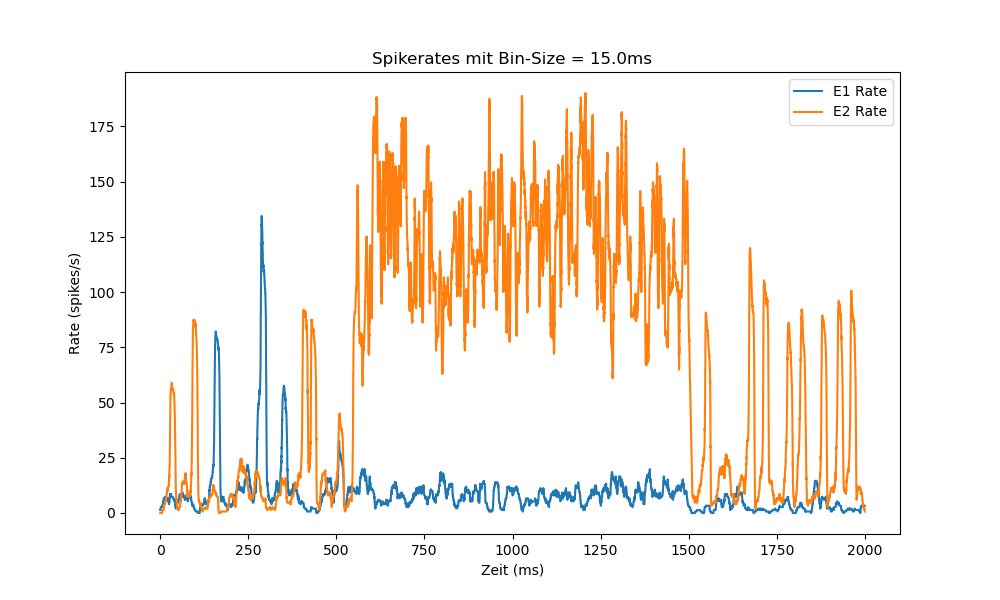 Spikerates mit Bin-Size = 15.0ms
E1 Rate
E2 Rate
175
150
125
100
75
50
25
0
Rate (spikes/s)
0 250 500 750 1000 1250 1500 1750 2000
Zeit (ms)